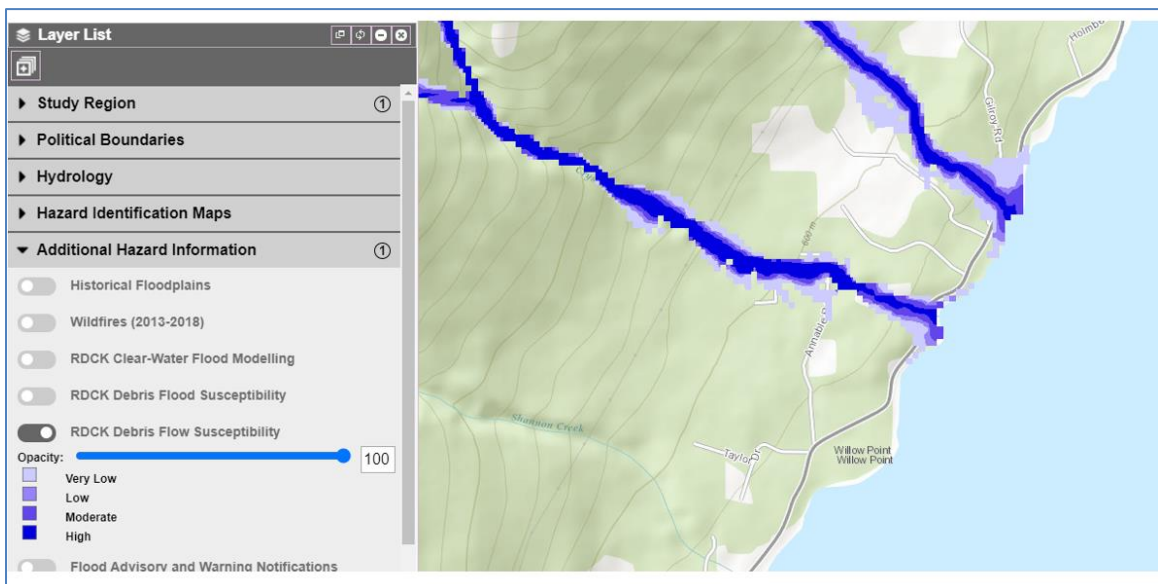 Layer List
Study Region
1
Political Boundaries
Hydrology
Hazard Identification Maps
Additional Hazard Information
1
Historical Floodplains
Wildfires (2013-2018)
RDCK Clear-Water Flood Modelling
RDCK Debris Flood Susceptibility
RDCK Debris Flow Susceptibility
Opacity:
100
Very Low
Low
Moderate
High
Flood Advisory and Warning Notifications
Gilroy Rd
600 m
Shannon Creek
Taylor Dr
Willow Point
Willow Point